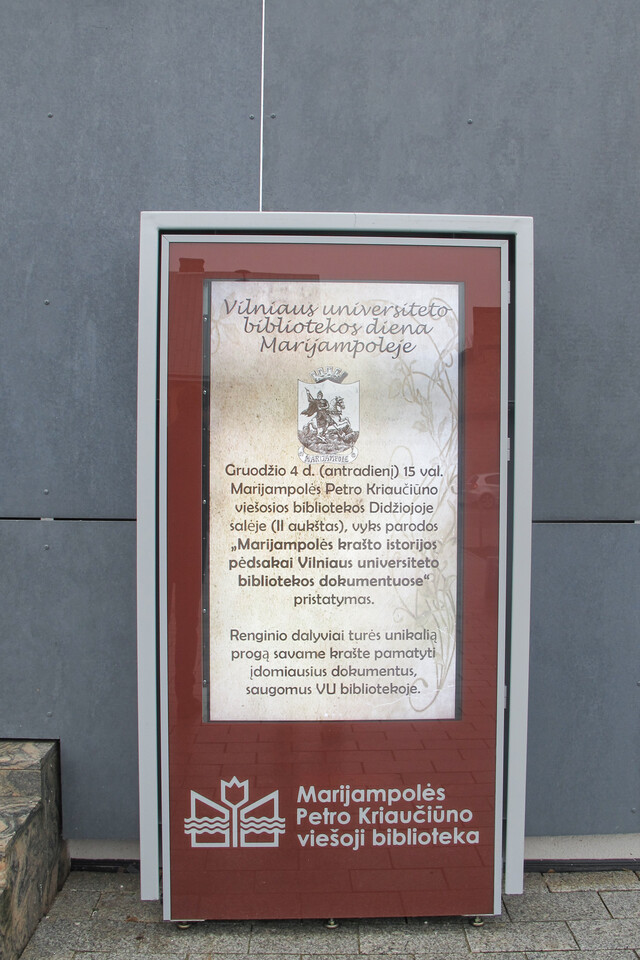 Vilniaus universiteto
bibliotekos diena
Marijampolėje
MARIJAMPOLĖ
Gruodžio 4 d. (antradienį) 15 val.
Marijampolės Petro Kriaučiūno
viešosios bibliotekos Didžiojoje
salėje (II aukštas), vyks parodos
„Marijampolės krašto istorijos
pėdsakai Vilniaus universiteto
bibliotekos dokumentuose“
pristatymas.
Renginio dalyviai turės unikalią
progą savame krašte pamatyti
įdomiausius dokumentus,
saugomus VU bibliotekoje.
Marijampolės
Petro Kriaučiūno
viešoji biblioteka